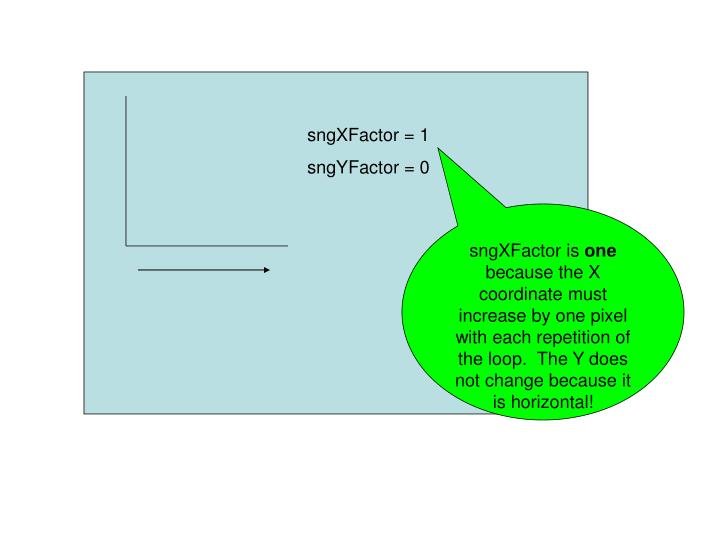 sngXFactor = 1
sngYFactor = 0
sngXFactor is one
because the X
coordinate must
increase by one pixel
with each repetition of
the loop.  The Y does
not change because it
is horizontal!